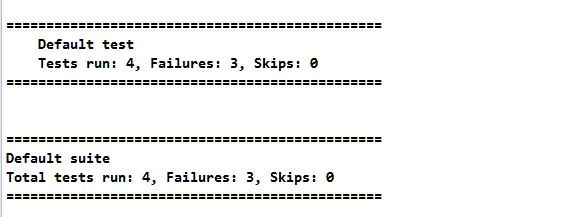 ===============================================
    Default test
    Tests run: 4, Failures: 3, Skips: 0
===============================================
===============================================
Default suite
Total tests run: 4, Failures: 3, Skips: 0
===============================================